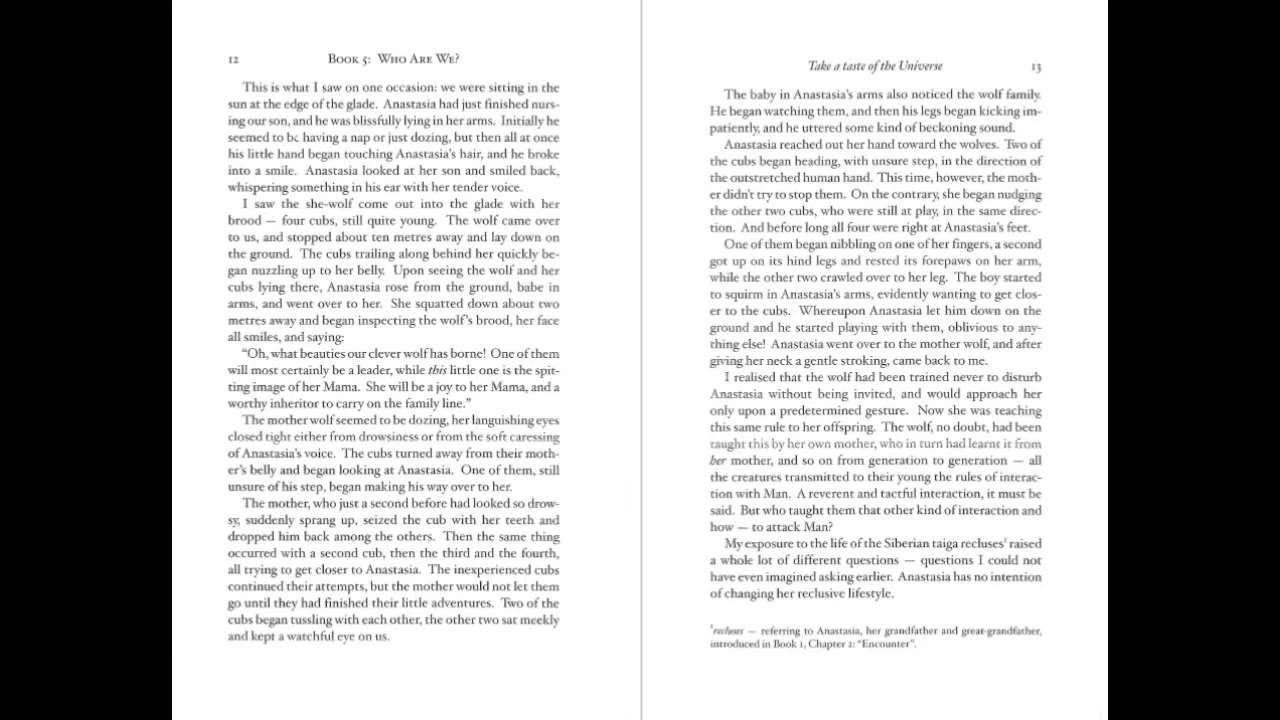 12 Book 5: Who Are We?
This is what I saw on one occasion: we were sitting in the
sun at the edge of the glade. Anastasia had just finished nurs-
ing our son, and he was blissfully lying in her arms. Initially he
seemed to be having a nap or just dozing, but then all at once
his little hand began touching Anastasia's hair, and he broke
into a smile. Anastasia looked at her son and smiled back,
whispering something in his ear with her tender voice.
I saw the she-wolf come out into the glade with her
brood — four cubs, still quite young. The wolf came over
to us, and stopped about ten metres away and lay down on
the ground. The cubs trailing along behind her quickly be-
gan nuzzling up to her belly. Upon seeing the wolf and her
cubs lying there, Anastasia rose from the ground, babe in
arms, and went over to her. She squatted down about two
metres away and began inspecting the wolf's brood, her face
all smiles, and saying:
"Oh, what beauties our clever wolf has borne! One of them
will most certainly be a leader, while this little one is the spit-
ting image of her Mama. She will be a joy to her Mama, and a
worthy inheritor to carry on the family line."
The mother wolf seemed to be dozing, her languishing eyes
closed tight either from drowsiness or from the soft caressing
of Anastasia's voice. The cubs turned away from their moth-
er's belly and began looking at Anastasia. One of them, still
unsure of his step, began making his way over to her.
The mother, who just a second before had looked so drow-
sy, suddenly sprang up, seized the cub with her teeth and
dropped him back among the others. Then the same thing
occurred with a second cub, then the third and the fourth,
all trying to get closer to Anastasia. The inexperienced cubs
continued their attempts, but the mother would not let them
go until they had finished their little adventures. Two of the
cubs began tussling with each other, the other two sat meekly
and kept a watchful eye on us.
Take a taste of the Universe 13
The baby in Anastasia's arms also noticed the wolf family.
He began watching them, and then his legs began kicking im-
patiently, and he uttered some kind of beckoning sound.
Anastasia reached out her hand toward the wolves. Two of
the cubs began heading, with unsure step, in the direction of
the outstretched human hand. This time, however, the moth-
er didn't try to stop them. On the contrary, she began nudging
the other two cubs, who were still at play, in the same direc-
tion. And before long all four were right at Anastasia's feet.
One of them began nibbling on one of her fingers, a second
got up on its hind legs and rested its forepaws on her arm,
while the other two crawled over to her leg. The boy started
to squirm in Anastasia's arms, evidently wanting to get clos-
er to the cubs. Whereupon Anastasia let him down on the
ground and he started playing with them, oblivious to any-
thing else! Anastasia went over to the mother wolf, and after
giving her neck a gentle stroking, came back to me.
I realised that the wolf had been trained never to disturb
Anastasia without being invited, and would approach her
only upon a predetermined gesture. Now she was teaching
this same rule to her offspring. The wolf, no doubt, had been
taught this by her own mother, who in turn had learnt it from
her mother, and so on from generation to generation — all
the creatures transmitted to their young the rules of interac-
tion with Man. A reverent and tactful interaction, it must be
said. But who taught them that other kind of interaction and
how — to attack Man?
My exposure to the life of the Siberian taiga recluses¹ raised
a whole lot of different questions — questions I could not
have even imagined asking earlier. Anastasia has no intention
of changing her reclusive lifestyle.
¹recluses — referring to Anastasia, her grandfather and great-grandfather,
introduced in Book 1, Chapter 2: "Encounter".